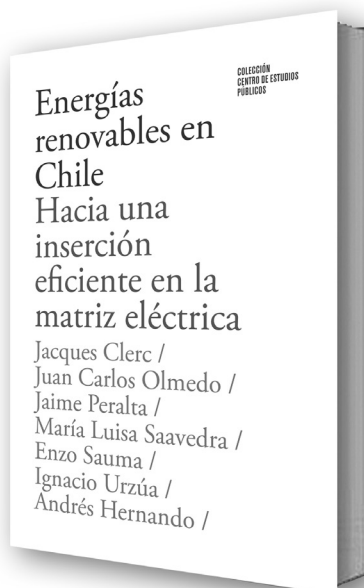 COLECCIÓN
CENTRO DE ESTUDIOS
PÚBLICOS
Energías
renovables en
Chile
Hacia una
inserción
eficiente en la
matriz eléctrica
Jacques Clerc /
Juan Carlos Olmedo /
Jaime Peralta /
María Luisa Saavedra /
Enzo Sauma /
Ignacio Urzúa /
Andrés Hernando /